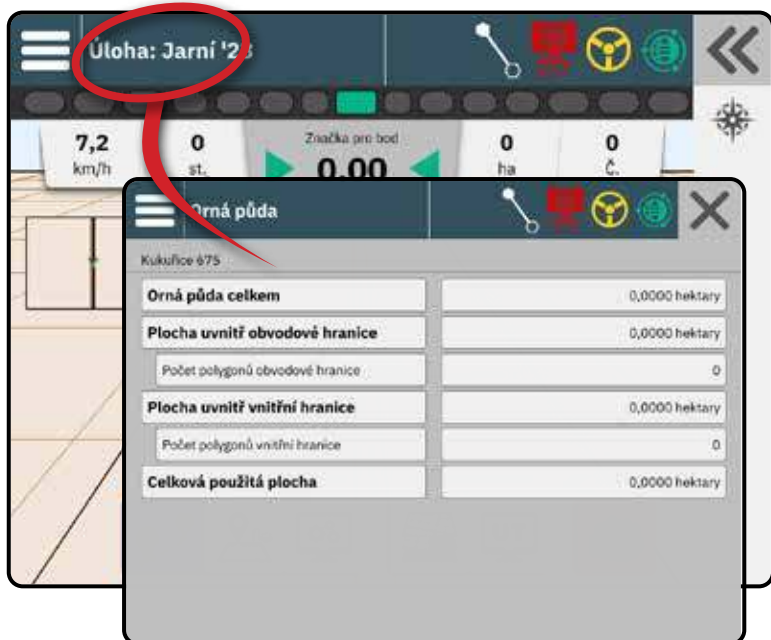 Úloha: Jarní '23
7,2
km/h
0
st.
Značka pro bod
0.00
0
ha
0
č.
Orná půda
Kukuřice 675
Orná půda celkem
0,0000 hektary
Plocha uvnitř obvodové hranice
0,0000 hektary
Počet polygonů obvodové hranice
0
Plocha uvnitř vnitřní hranice
0,0000 hektary
Počet polygonů vnitřní hranice
0
Celková použitá plocha
0,0000 hektary